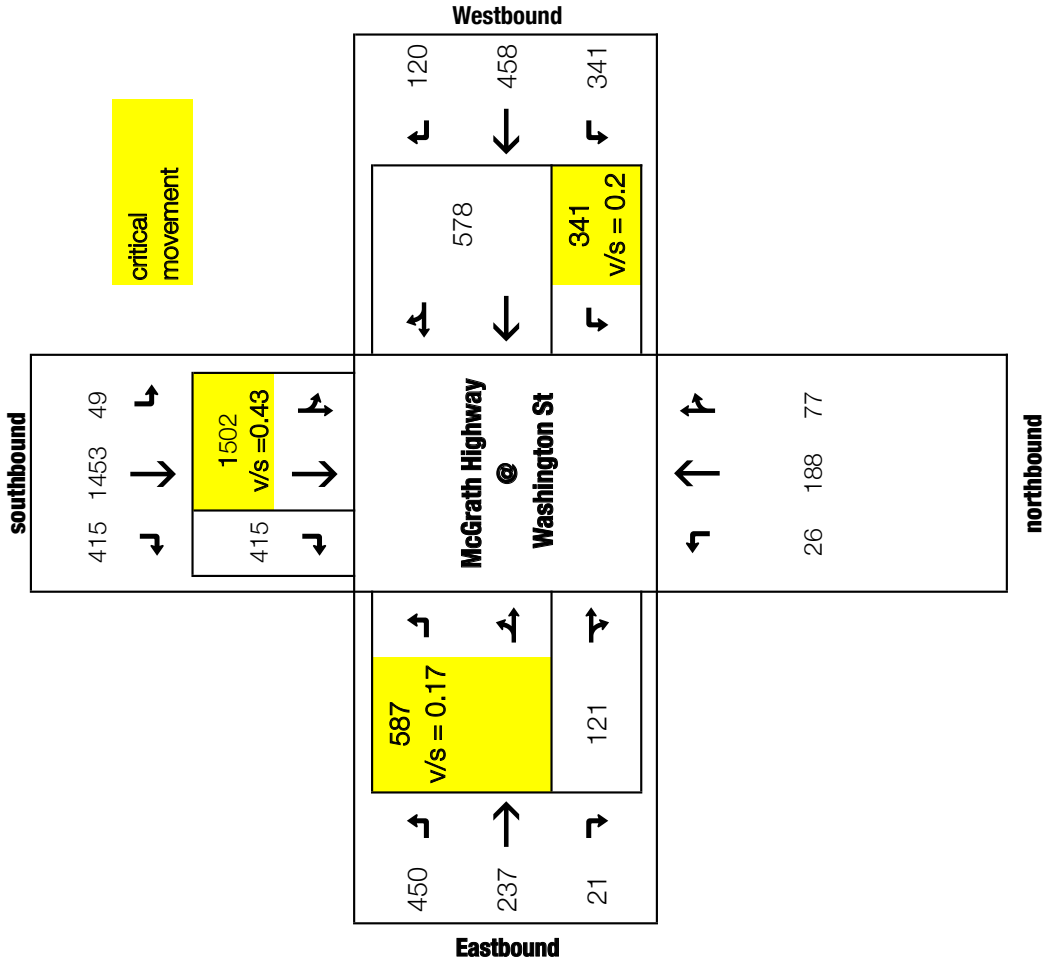 Westbound
120
458
341
critical
movement
578
341
v/s = 0.2
southbound
415
1453
49
1502
v/s =0.43
415
McGrath Highway
@
Washington St
77
188
26
northbound
587
v/s = 0.17
121
450
237
21
Eastbound